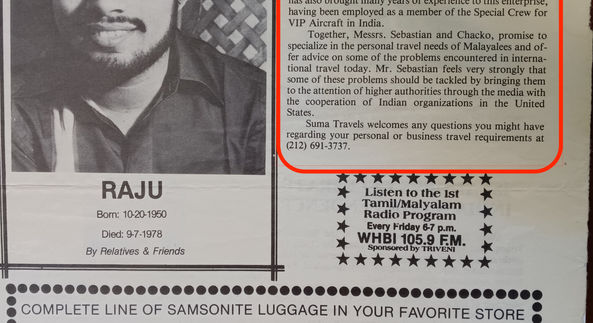 has also brought many years of experience to this enterprise,
having been employed as a member of the Special Crew for
VIP Aircraft in India.
Together, Messrs. Sebastian and Chacko, promise to
specialize in the personal travel needs of Malayalees and of-
fer advice on some of the problems encountered in interna-
tional travel today. Mr. Sebastian feels very strongly that
some of these problems should be tackled by bringing them
to the attention of higher authorities through the media with
the cooperation of Indian organizations in the United
States.
Suma Travels welcomes any questions you might have
regarding your personal or business travel requirements at
(212) 691-3737.
RAJU
Born: 10-20-1950
Died: 9-7-1978
By Relatives & Friends
Listen to the 1st
Tamil/Malyalam
Radio Program
Every Friday 6-7 p.m.
WHBI 105.9 F.M.
Sponsored by TRIVENI
COMPLETE LINE OF SAMSONITE LUGGAGE IN YOUR FAVORITE STORE